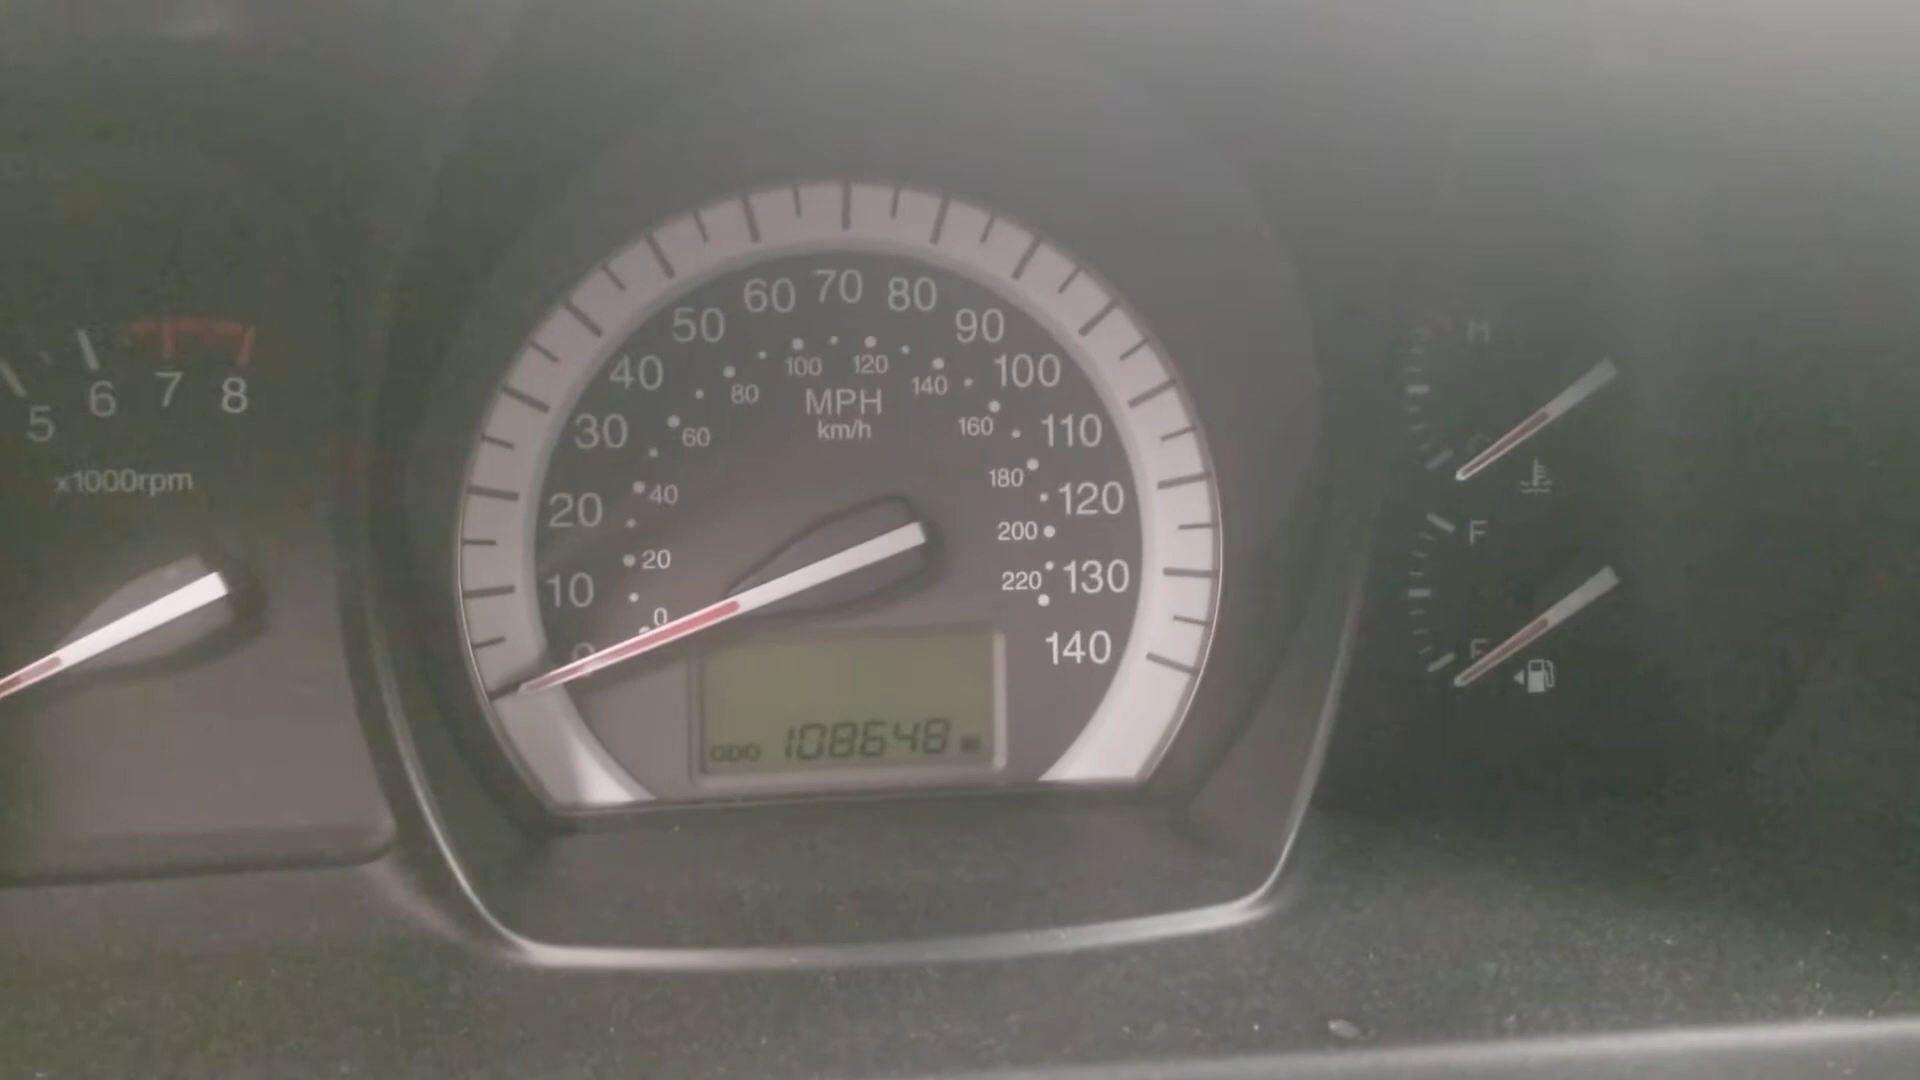 5 6 7 8
x1000rpm
0 10 20 30 40 50 60 70 80 90 100 110 120 130 140
0 20 40 60 80 100 120 140 160 180 200 220
MPH
km/h
ODO 108648
H
F
E